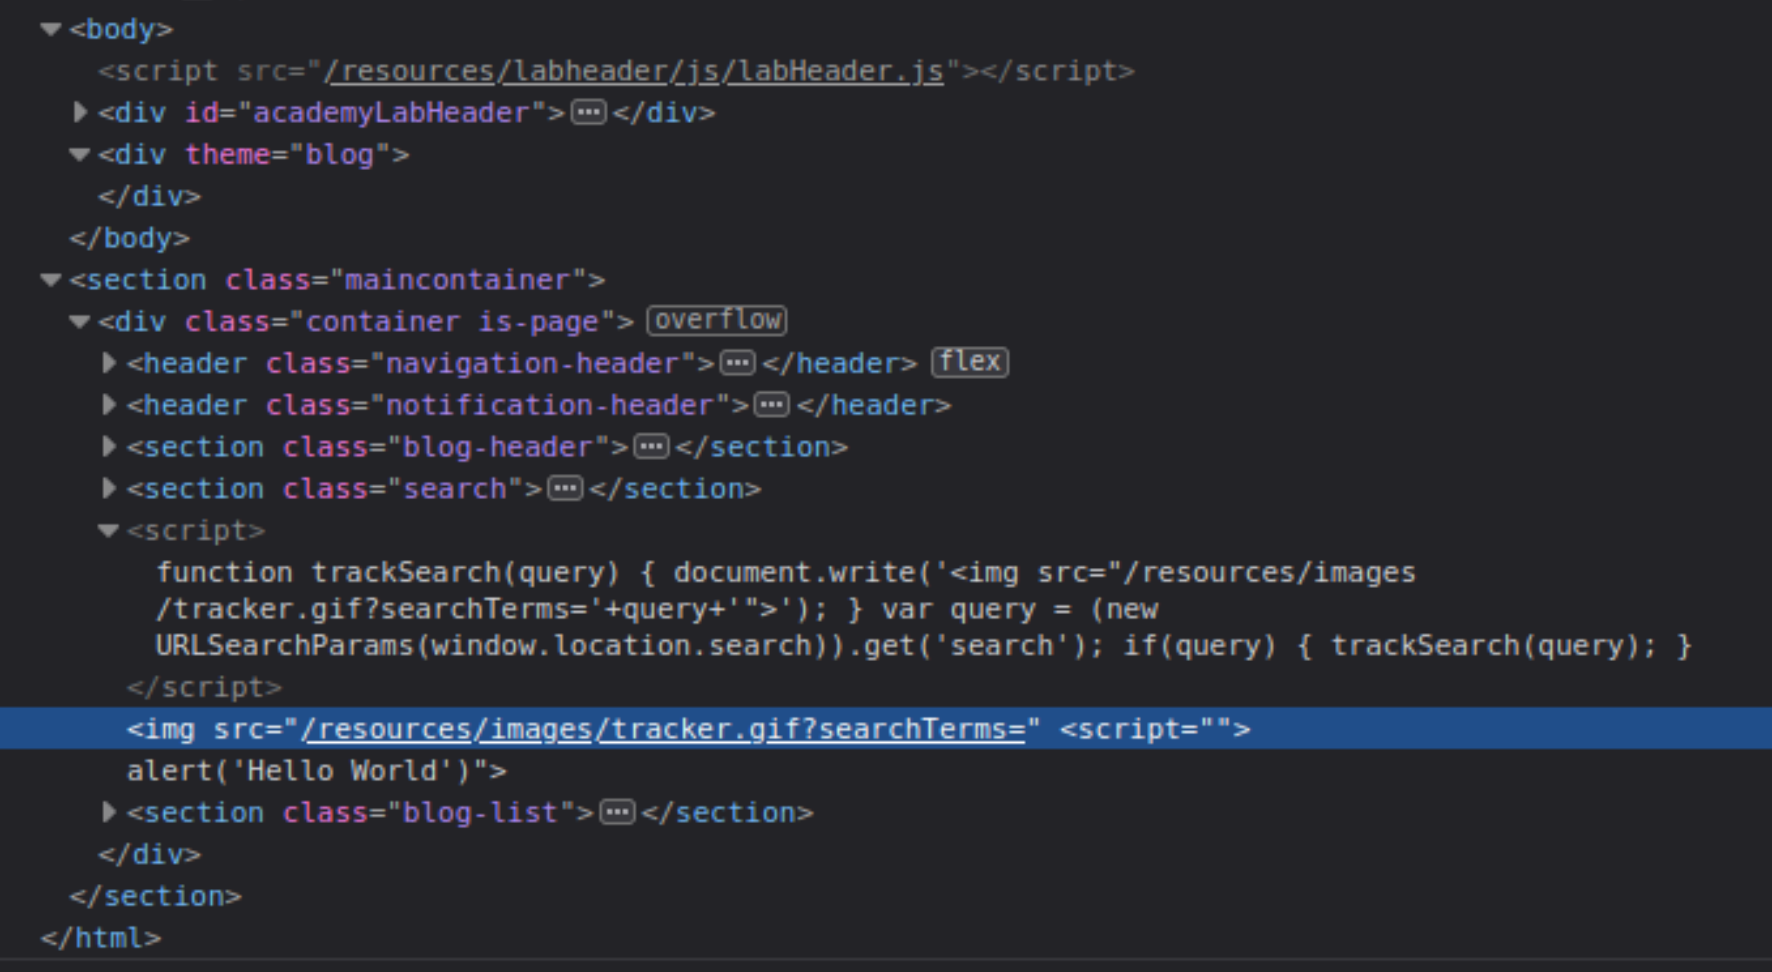 <body>
<script src="/resources/labheader/js/labHeader.js"></script>
<div id="academyLabHeader">···</div>
<div theme="blog">
</div>
</body>
<section class="maincontainer">
<div class="container is-page"> overflow
<header class="navigation-header">···</header> flex
<header class="notification-header">···</header>
<section class="blog-header">···</section>
<section class="search">···</section>
<script>
function trackSearch(query) { document.write('<img src="/resources/images
/tracker.gif?searchTerms='+query+'">'); } var query = (new
URLSearchParams(window.location.search)).get('search'); if(query) { trackSearch(query); }
</script>
<img src="/resources/images/tracker.gif?searchTerms=" <script="">
alert('Hello World')">
<section class="blog-list">···</section>
</div>
</section>
</html>